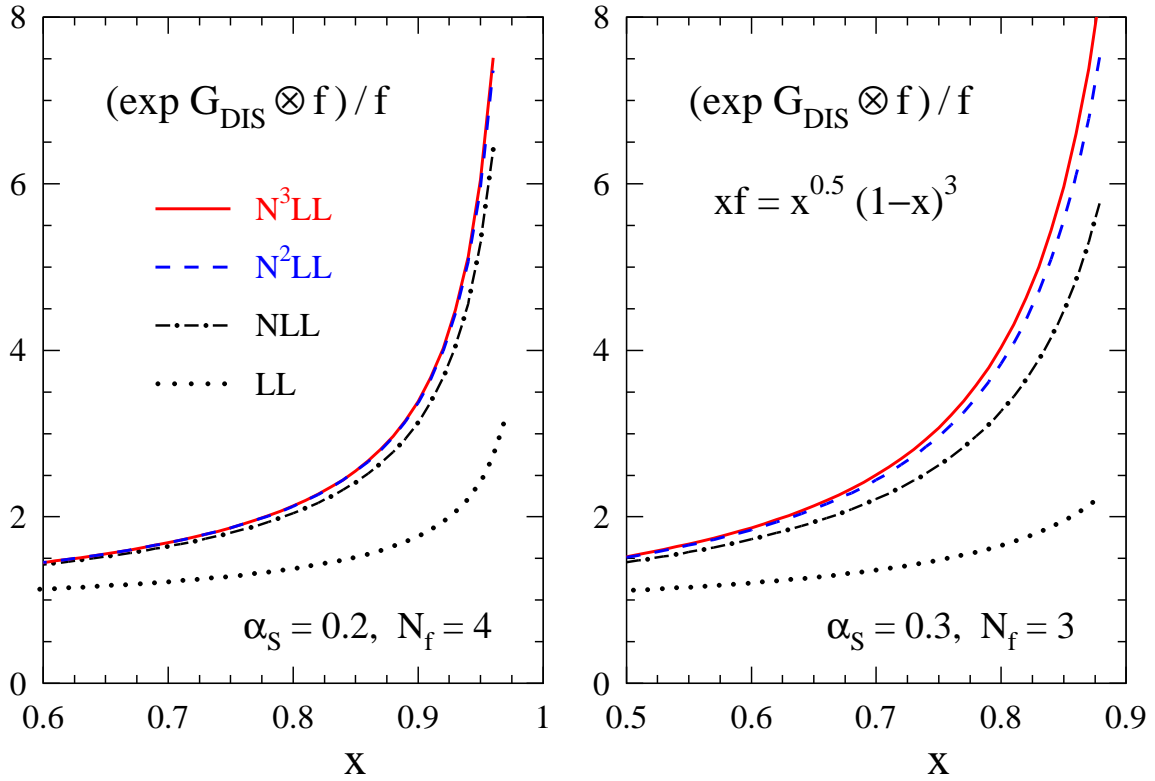 8
6
4
2
0
0.6 0.7 0.8 0.9 1
x
(exp G_DIS ⊗ f ) / f
N³LL
N²LL
NLL
LL
α_S = 0.2, N_f = 4
8
6
4
2
0
0.5 0.6 0.7 0.8 0.9
x
(exp G_DIS ⊗ f ) / f
xf = x^0.5 (1−x)^3
α_S = 0.3, N_f = 3